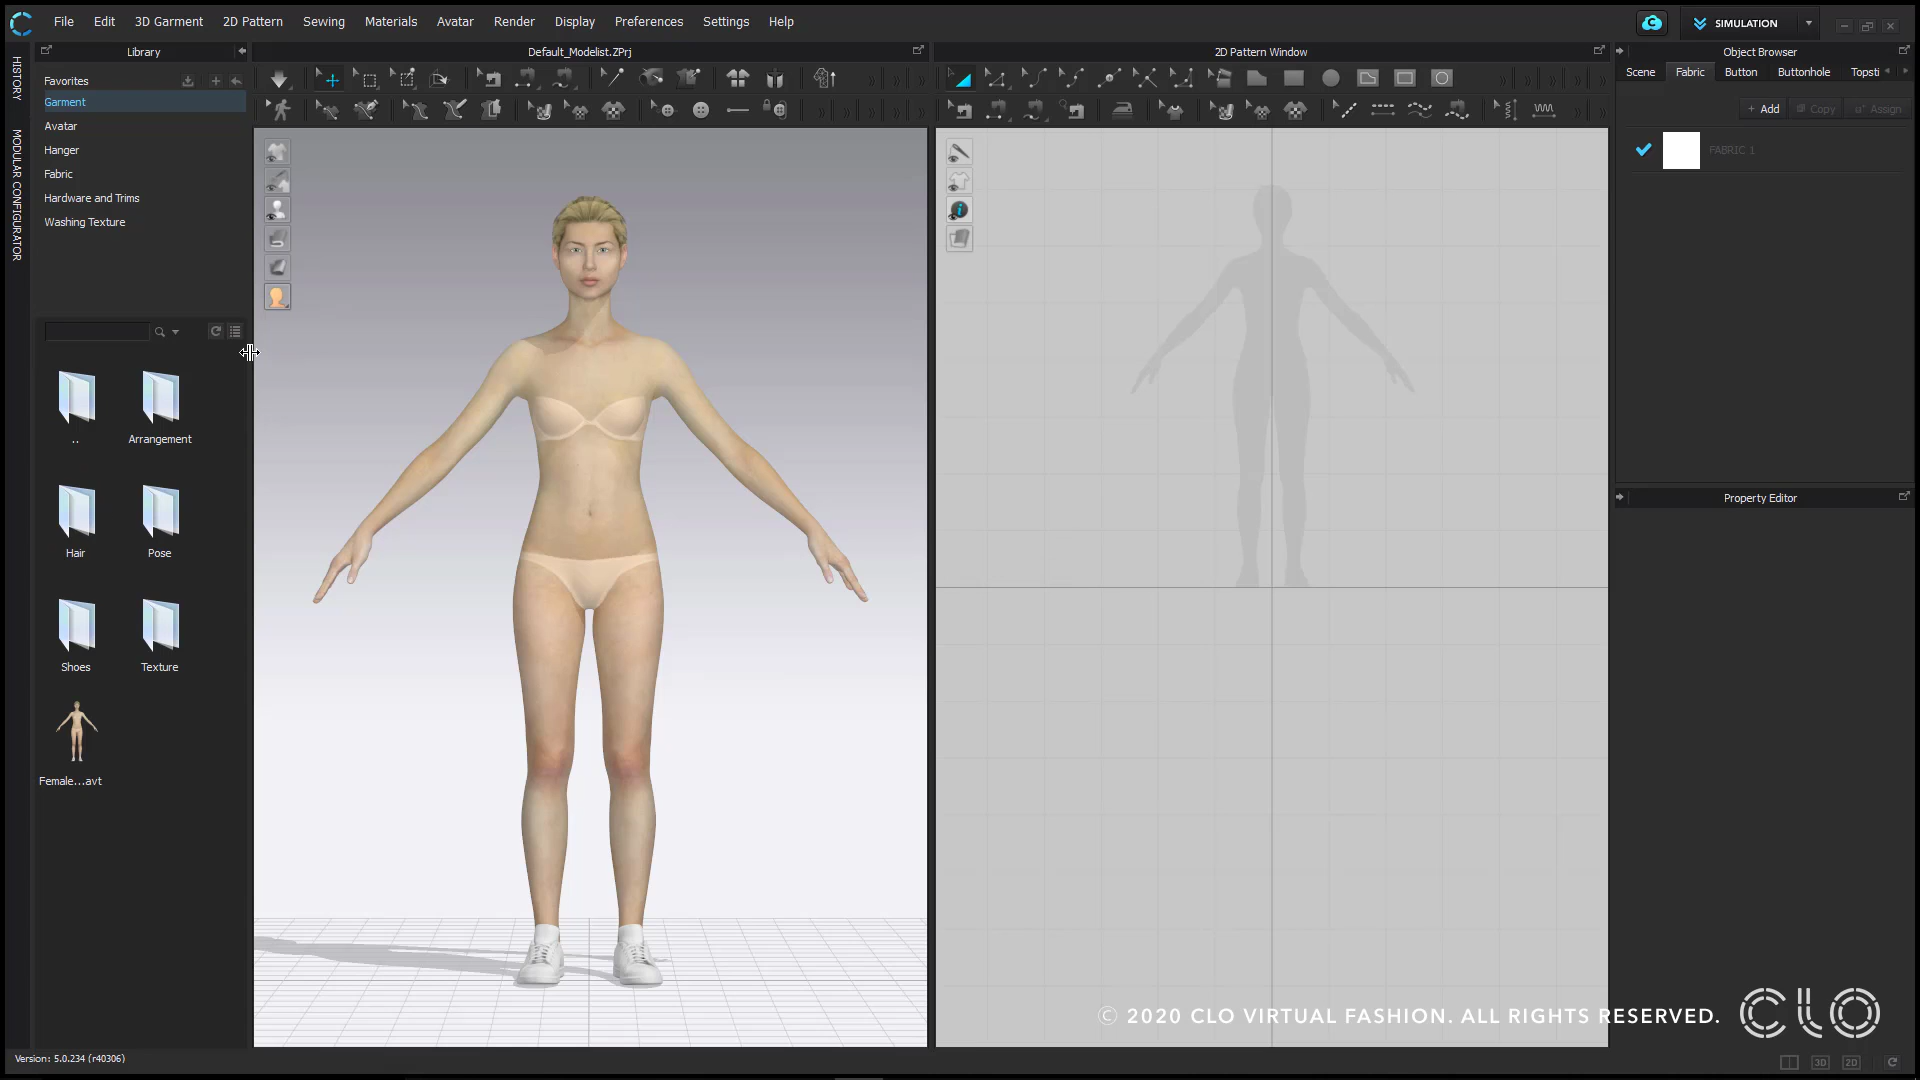 File Edit 3D Garment 2D Pattern Sewing Materials Avatar Render Display Preferences Settings Help
SIMULATION
Library
Default_Modelist.ZPrj
2D Pattern Window
Object Browser
HISTORY
MODULAR CONFIGURATOR
Favorites
Garment
Avatar
Hanger
Fabric
Hardware and Trims
Washing Texture
..
Arrangement
Hair
Pose
Shoes
Texture
Female...avt
Scene Fabric Button Buttonhole Topsti
+ Add Copy Assign
FABRIC 1
Property Editor
© 2020 CLO VIRTUAL FASHION. ALL RIGHTS RESERVED.
CLO
Version: 5.0.234 (r40306)
3D 2D